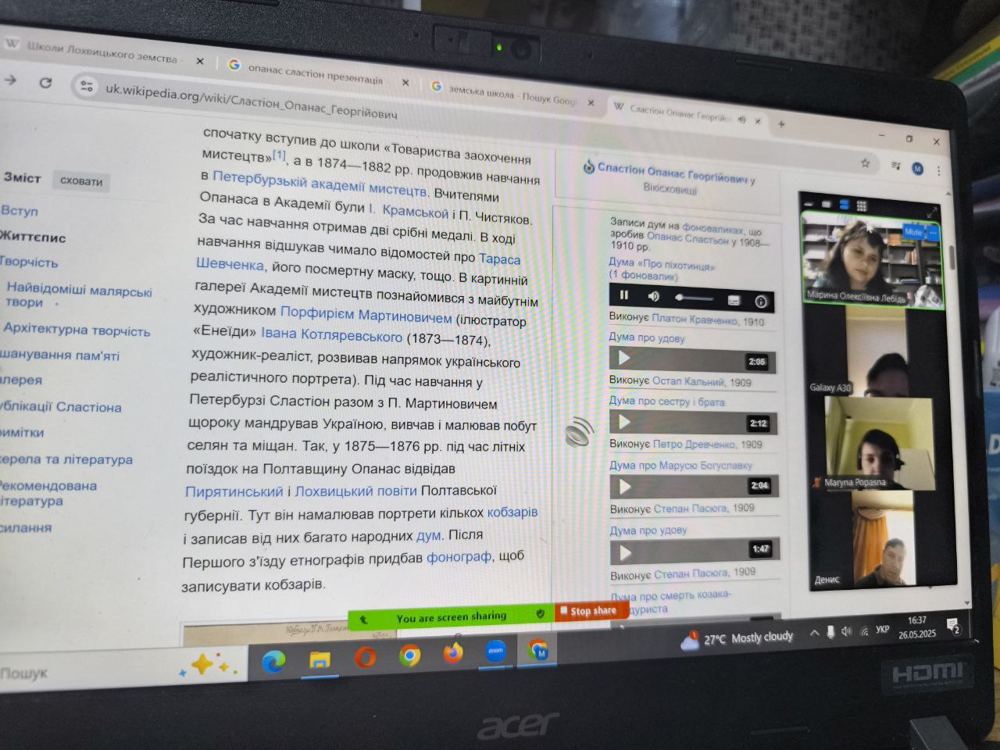 Школи Лохвицького земства
опанас сластіон презентація
земська школа - Пошук Goog
Сластіон Опанас Георгійо
uk.wikipedia.org/wiki/Сластіон_Опанас_Георгійович
M
Зміст сховати
Вступ
Життєпис
Творчість
Найвідоміші малярські
твори
Архітектурна творчість
шанування пам'яті
алерея
ублікації Сластіона
римітки
жерела та література
Рекомендована
ітература
силання
спочатку вступив до школи «Товариства заохочення
мистецтв»[1], а в 1874—1882 рр. продовжив навчання
в Петербурзькій академії мистецтв. Вчителями
Опанаса в Академії були І. Крамськой і П. Чистяков.
За час навчання отримав дві срібні медалі. В ході
навчання відшукав чимало відомостей про Тараса
Шевченка, його посмертну маску, тощо. В картинній
галереї Академії мистецтв познайомився з майбутнім
художником Порфирієм Мартиновичем (ілюстратор
«Енеїди» Івана Котляревського (1873—1874),
художник-реаліст, розвивав напрямок українського
реалістичного портрета). Під час навчання у
Петербурзі Сластіон разом з П. Мартиновичем
щороку мандрував Україною, вивчав і малював побут
селян та міщан. Так, у 1875—1876 рр. під час літніх
поїздок на Полтавщину Опанас відвідав
Пирятинський і Лохвицький повіти Полтавської
губернії. Тут він намалював портрети кількох кобзарів
і записав від них багато народних дум. Після
Першого з'їзду етнографів придбав фонограф, щоб
записувати кобзарів.
Сластіон Опанас Георгійович у
Вікісховищі
Записи дум на фоноваликах, що
зробив Опанас Сластьон у 1908—
1910 рр.
Дума «Про піхотинця»
(1 фоновалик)
Виконує Платон Кравченко, 1910
Дума про удову
2:05
Виконує Остап Кальний, 1909
Дума про сестру і брата
2:12
Виконує Петро Древченко, 1909
Дума про Марусю Богуславку
2:04
Виконує Степан Пасюга, 1909
Дума про удову
1:47
Виконує Степан Пасюга, 1909
Дума про смерть козака-
дуриста
Mute
Марина Олексіївна Лебідь
Galaxy A30
Maryna Popasna
Денис
You are screen sharing
Stop share
Пошук
zoom
M
1
27°C Mostly cloudy
УКР
16:37
26.05.2025
2
HDMI
acer